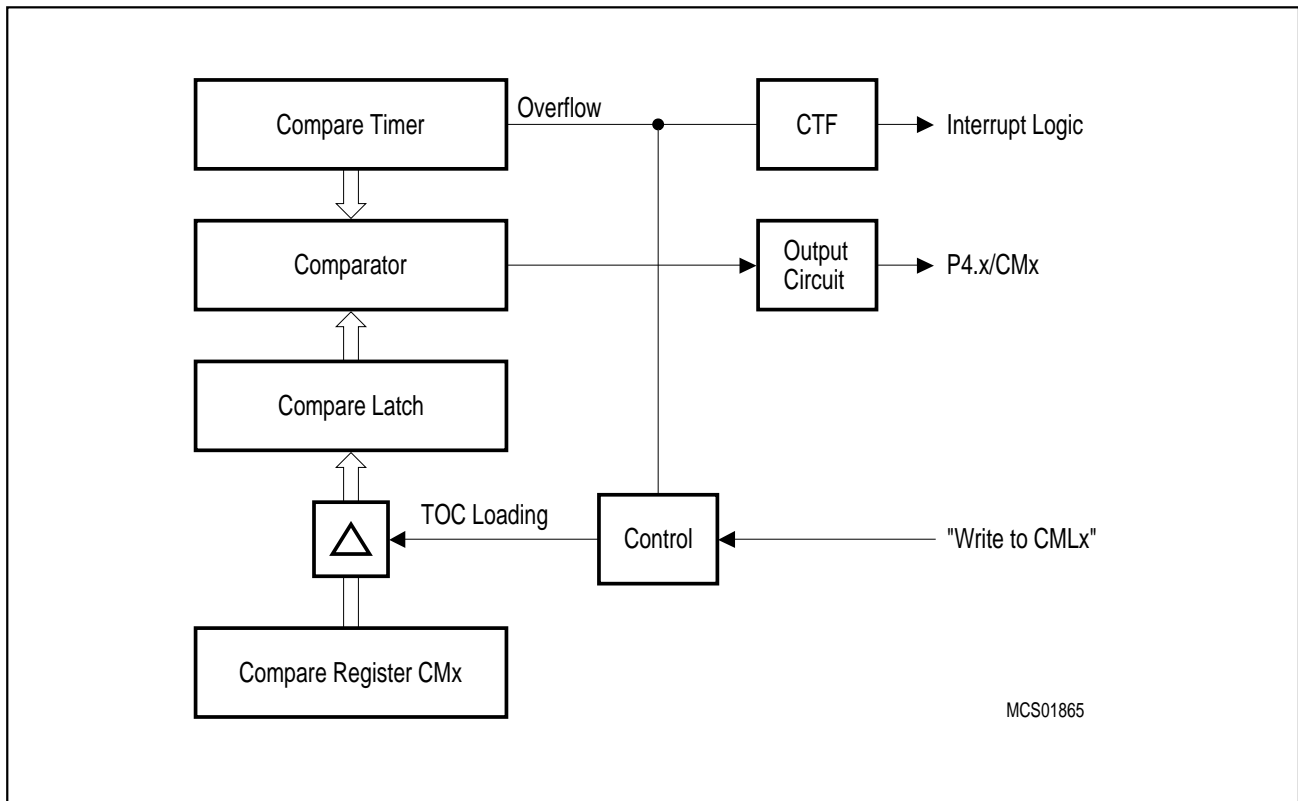 Compare Timer
Overflow
CTF
Interrupt Logic
Comparator
Output
Circuit
P4.x/CMx
Compare Latch
TOC Loading
Control
"Write to CMLx"
Compare Register CMx
MCS01865